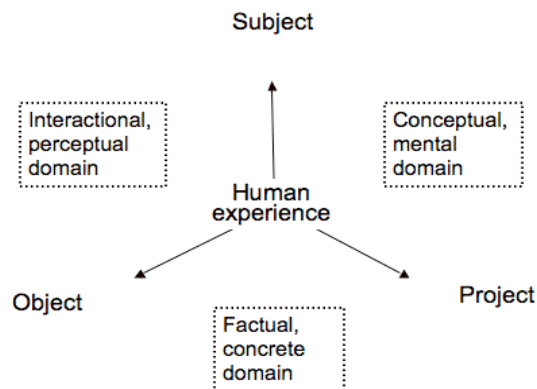 Subject
Interactional,
perceptual
domain
Conceptual,
mental
domain
Human
experience
Object
Project
Factual,
concrete
domain